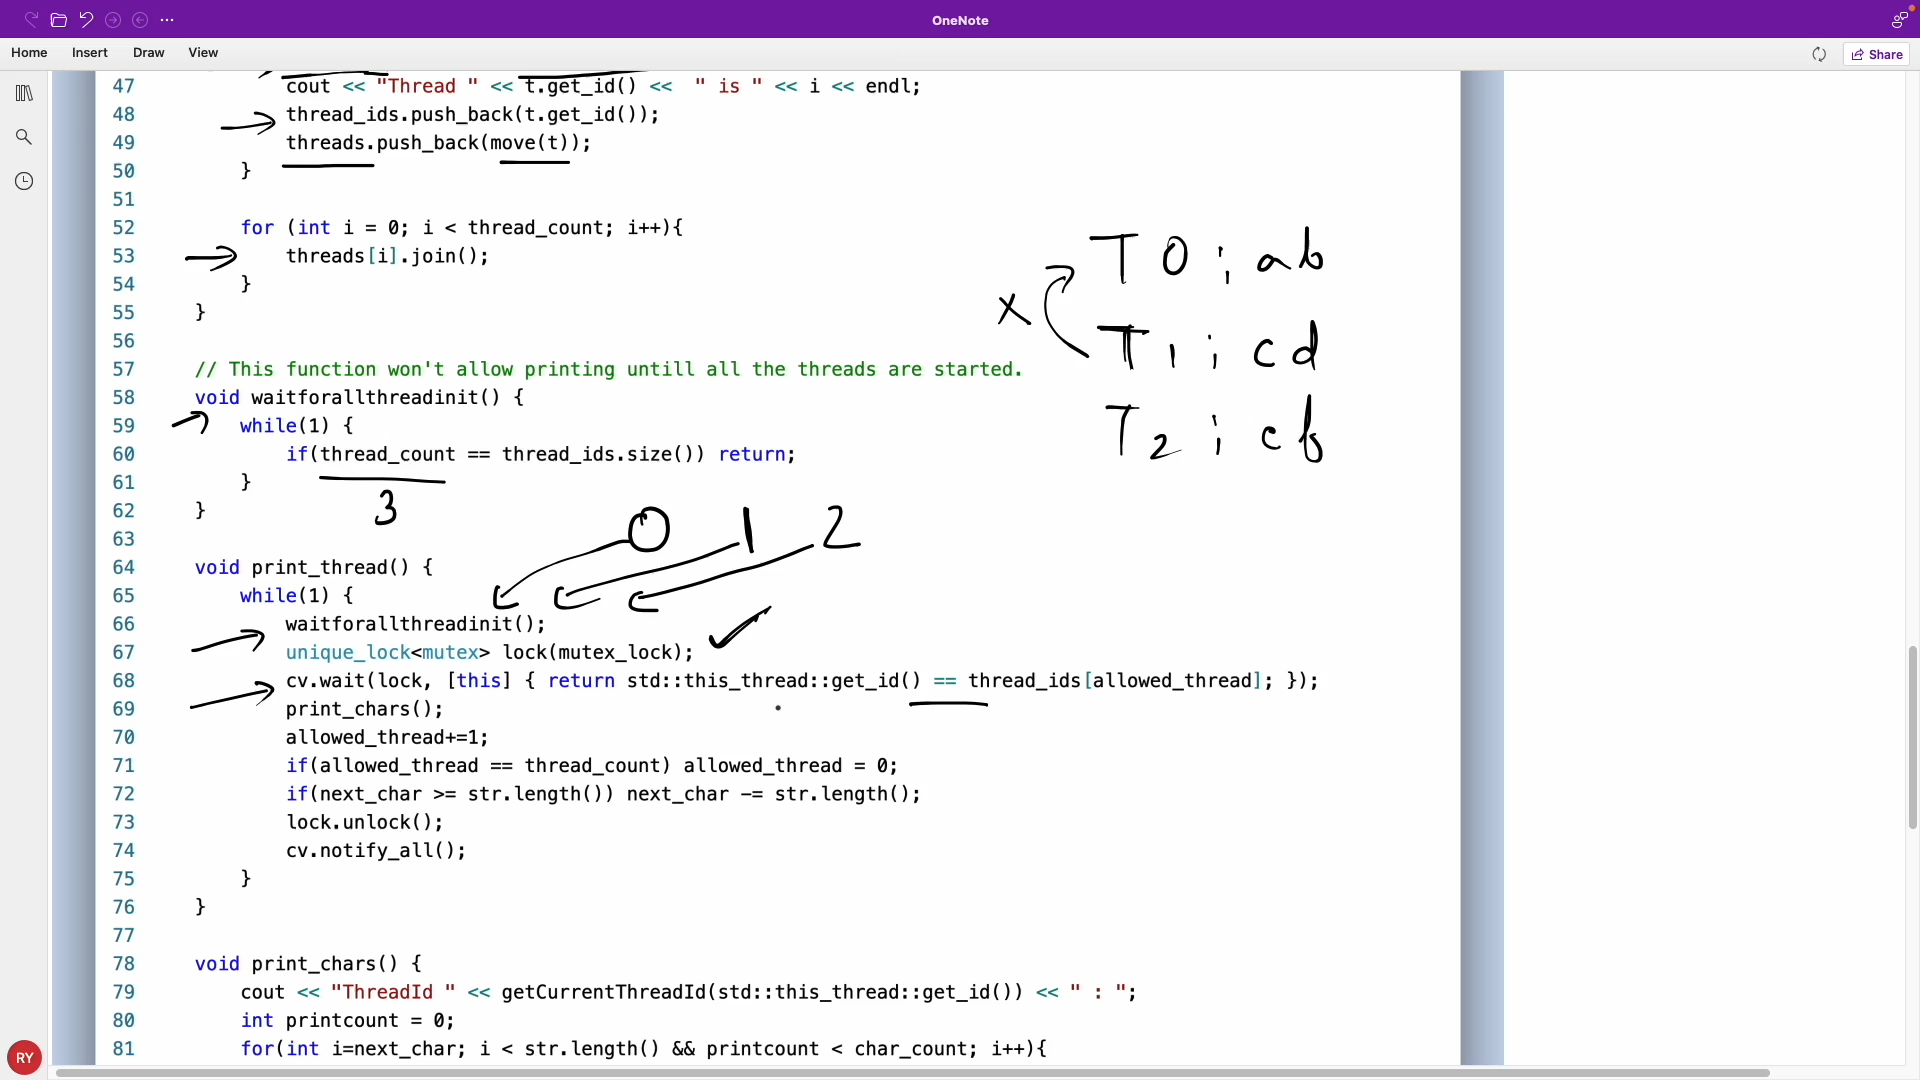 OneNote
Home Insert Draw View Share
47 cout << "Thread " << t.get_id() << " is " << i << endl;
48 thread_ids.push_back(t.get_id());
49 threads.push_back(move(t));
50 }
51
52 for (int i = 0; i < thread_count; i++){
53 threads[i].join();
54 }
55 }
56
57 // This function won't allow printing untill all the threads are started.
58 void waitforallthreadinit() {
59 while(1) {
60 if(thread_count == thread_ids.size()) return;
61 }
62 }
63
64 void print_thread() {
65 while(1) {
66 waitforallthreadinit();
67 unique_lock<mutex> lock(mutex_lock);
68 cv.wait(lock, [this] { return std::this_thread::get_id() == thread_ids[allowed_thread]; });
69 print_chars();
70 allowed_thread+=1;
71 if(allowed_thread == thread_count) allowed_thread = 0;
72 if(next_char >= str.length()) next_char -= str.length();
73 lock.unlock();
74 cv.notify_all();
75 }
76 }
77
78 void print_chars() {
79 cout << "ThreadId " << getCurrentThreadId(std::this_thread::get_id()) << " : ";
80 int printcount = 0;
81 for(int i=next_char; i < str.length() && printcount < char_count; i++){
T0 ; ab
x
T1 ; cd
T2 ; cf
3
0 1 2
RY